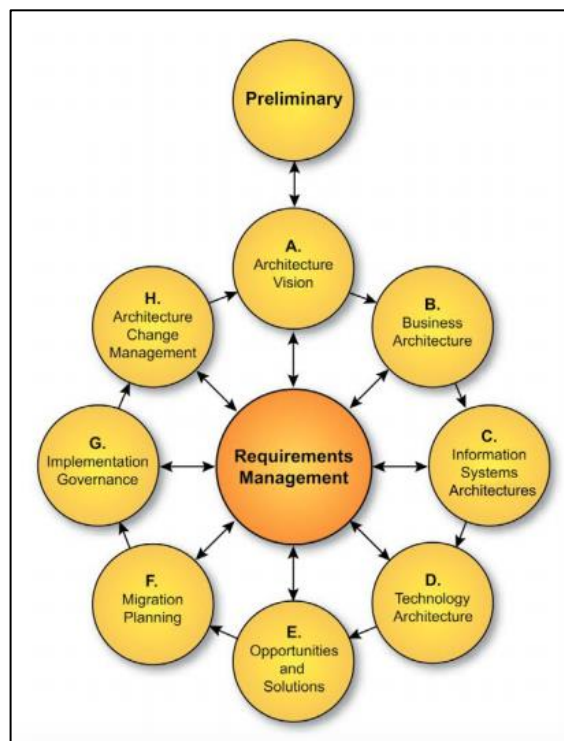 Preliminary
A.
Architecture
Vision
B.
Business
Architecture
C.
Information
Systems
Architectures
D.
Technology
Architecture
E.
Opportunities
and
Solutions
F.
Migration
Planning
G.
Implementation
Governance
H.
Architecture
Change
Management
Requirements
Management